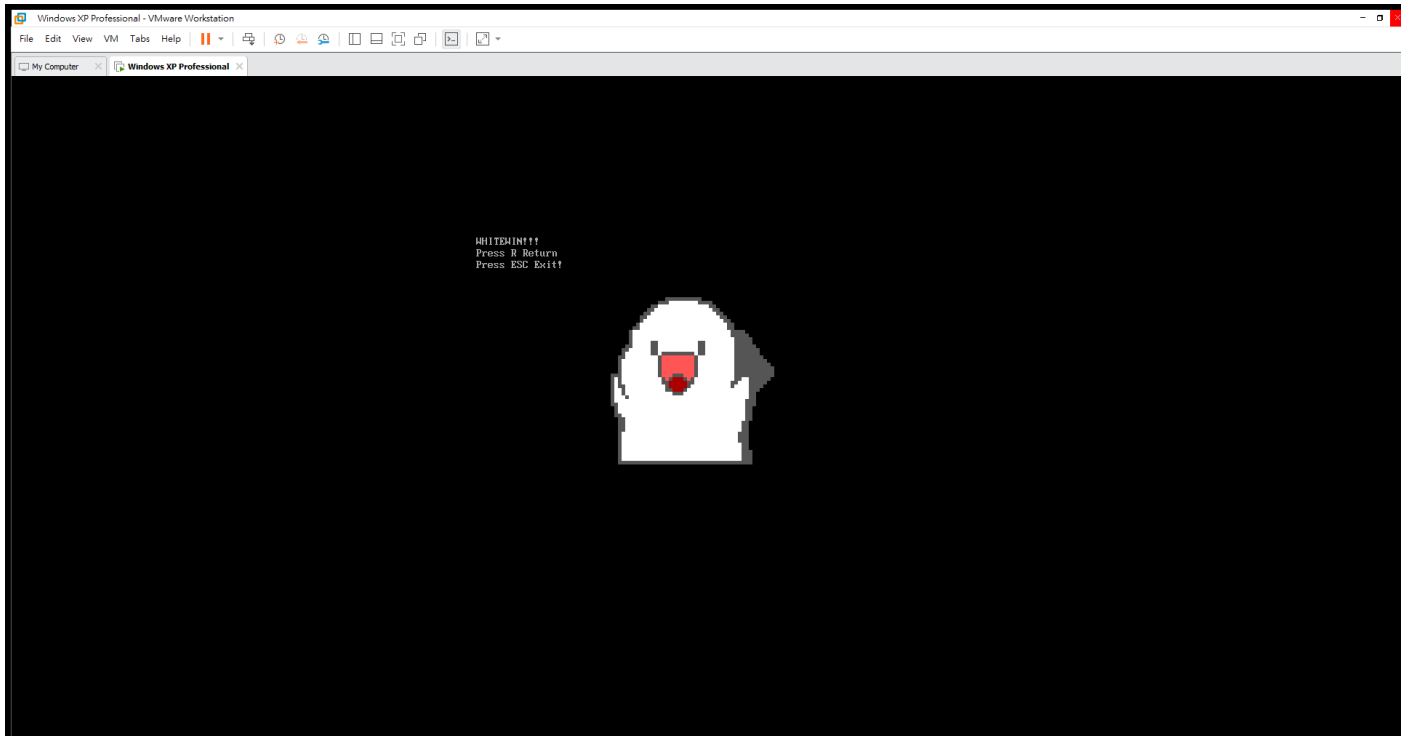 Windows XP Professional - VMware Workstation
File Edit View VM Tabs Help
My Computer Windows XP Professional
WHITEWIN!!!
Press R Return
Press ESC Exit!